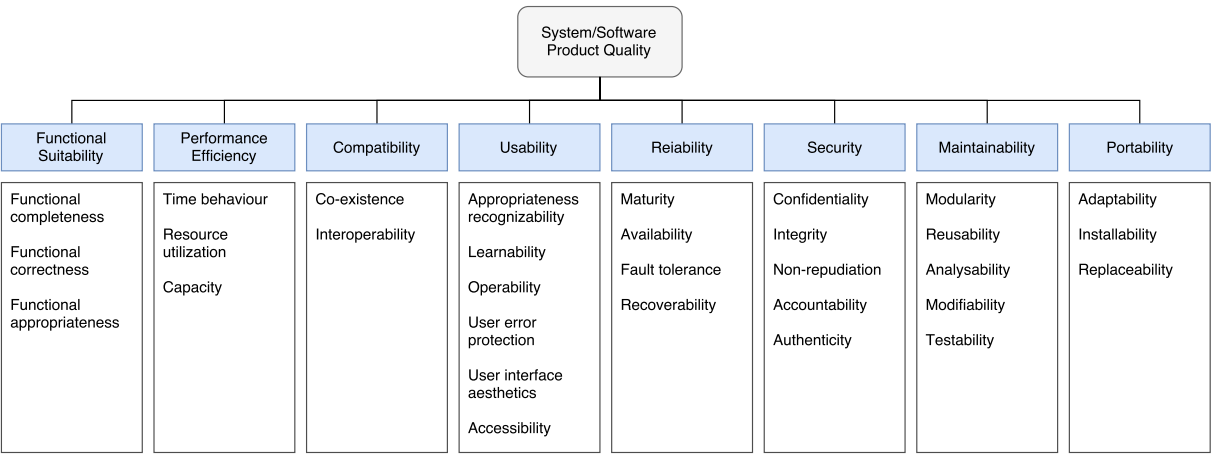 System/Software
Product Quality
Functional
Suitability
Performance
Efficiency
Compatibility
Usability
Reiability
Security
Maintainability
Portability
Functional
completeness
Functional
correctness
Functional
appropriateness
Time behaviour
Resource
utilization
Capacity
Co-existence
Interoperability
Appropriateness
recognizability
Learnability
Operability
User error
protection
User interface
aesthetics
Accessibility
Maturity
Availability
Fault tolerance
Recoverability
Confidentiality
Integrity
Non-repudiation
Accountability
Authenticity
Modularity
Reusability
Analysability
Modifiability
Testability
Adaptability
Installability
Replaceability